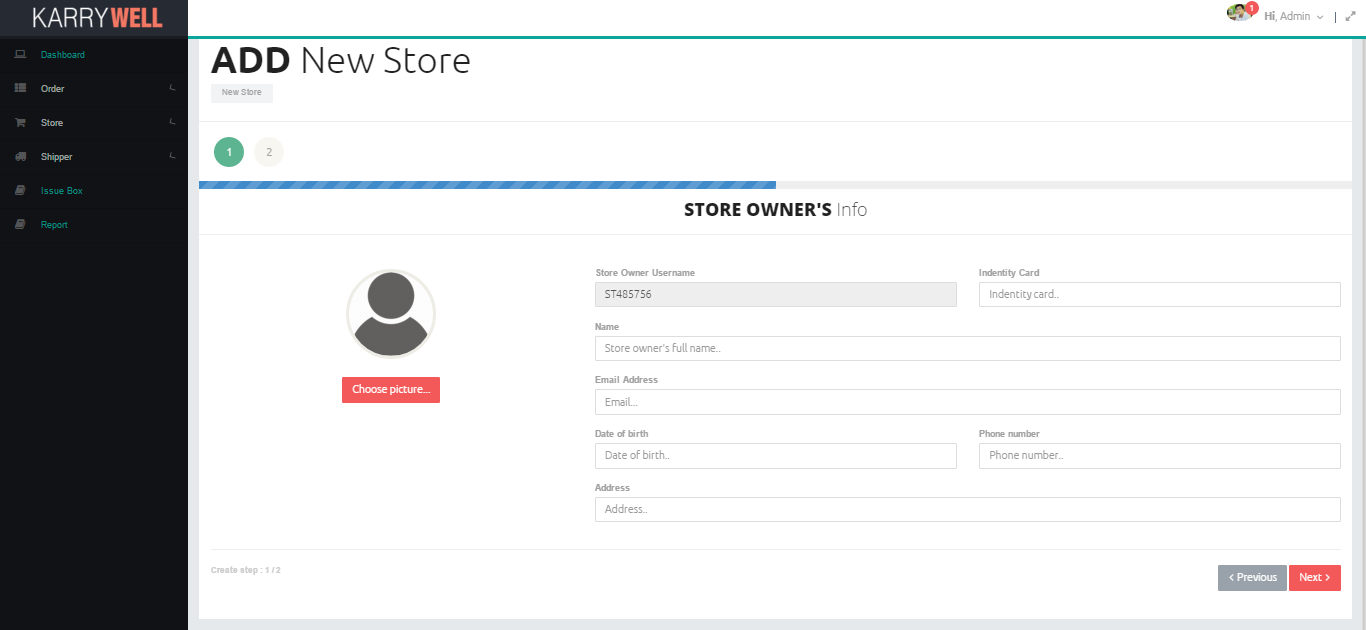 KARRYWELL
1
Hi, Admin
Dashboard
Order
Store
Shipper
Issue Box
Report
ADD New Store
New Store
1 2
STORE OWNER'S Info
Choose picture...
Store Owner Username
ST485756
Indentity Card
Indentity card..
Name
Store owner's full name..
Email Address
Email...
Date of birth
Date of birth..
Phone number
Phone number..
Address
Address..
Create step : 1 / 2
Previous
Next